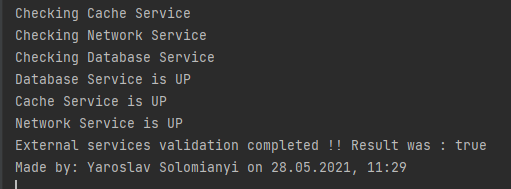 Checking Cache Service
Checking Network Service
Checking Database Service
Database Service is UP
Cache Service is UP
Network Service is UP
External services validation completed !! Result was : true
Made by: Yaroslav Solomianyi on 28.05.2021, 11:29